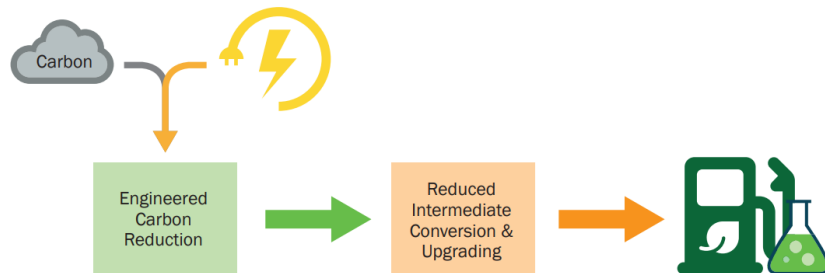 Carbon
Engineered
Carbon
Reduction
Reduced
Intermediate
Conversion &
Upgrading